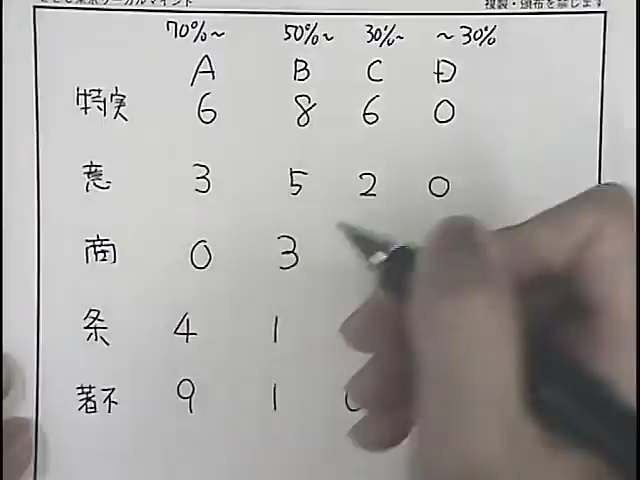 複製・頒布を禁じます
70%~ 50%~ 30%~ ~30%
A B C D
特実 6 8 6 0
意 3 5 2 0
商 0 3
条 4 1
著不 9 1